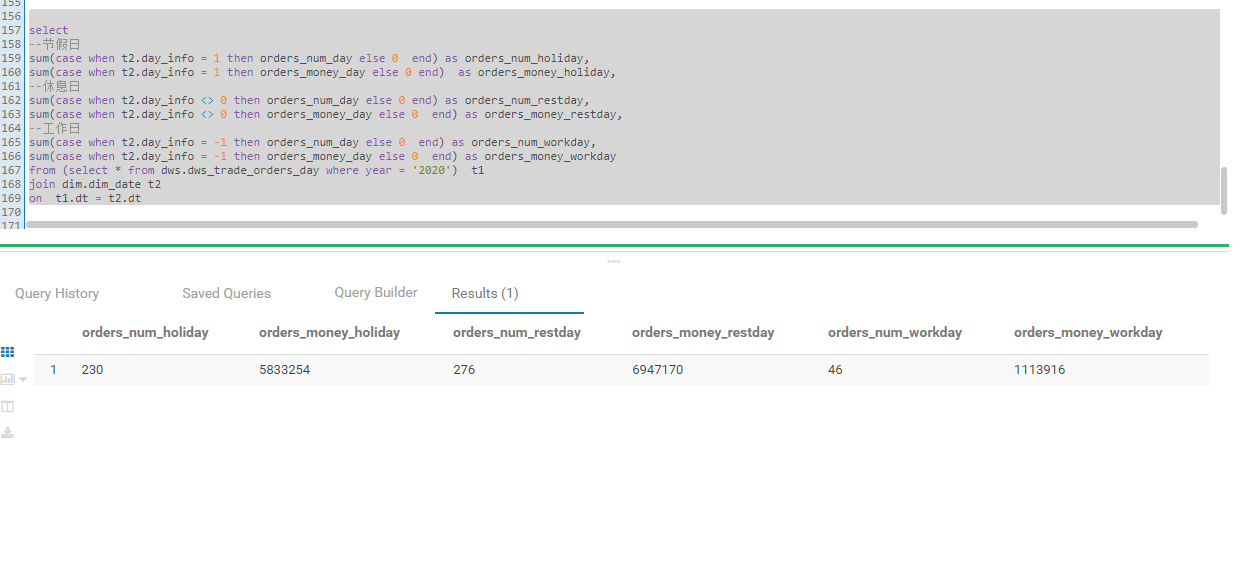 155
156
157 select
158 --节假日
159 sum(case when t2.day_info = 1 then orders_num_day else 0  end) as orders_num_holiday,
160 sum(case when t2.day_info = 1 then orders_money_day else 0 end)  as orders_money_holiday,
161 --休息日
162 sum(case when t2.day_info <> 0 then orders_num_day else 0 end) as orders_num_restday,
163 sum(case when t2.day_info <> 0 then orders_money_day else 0  end) as orders_money_restday,
164 --工作日
165 sum(case when t2.day_info = -1 then orders_num_day else 0  end) as orders_num_workday,
166 sum(case when t2.day_info = -1 then orders_money_day else 0  end) as orders_money_workday
167 from (select * from dws.dws_trade_orders_day where year = '2020')  t1
168 join dim.dim_date t2
169 on  t1.dt = t2.dt
170
171
Query History Saved Queries Query Builder Results (1)
orders_num_holiday orders_money_holiday orders_num_restday orders_money_restday orders_num_workday orders_money_workday
1 230 5833254 276 6947170 46 1113916